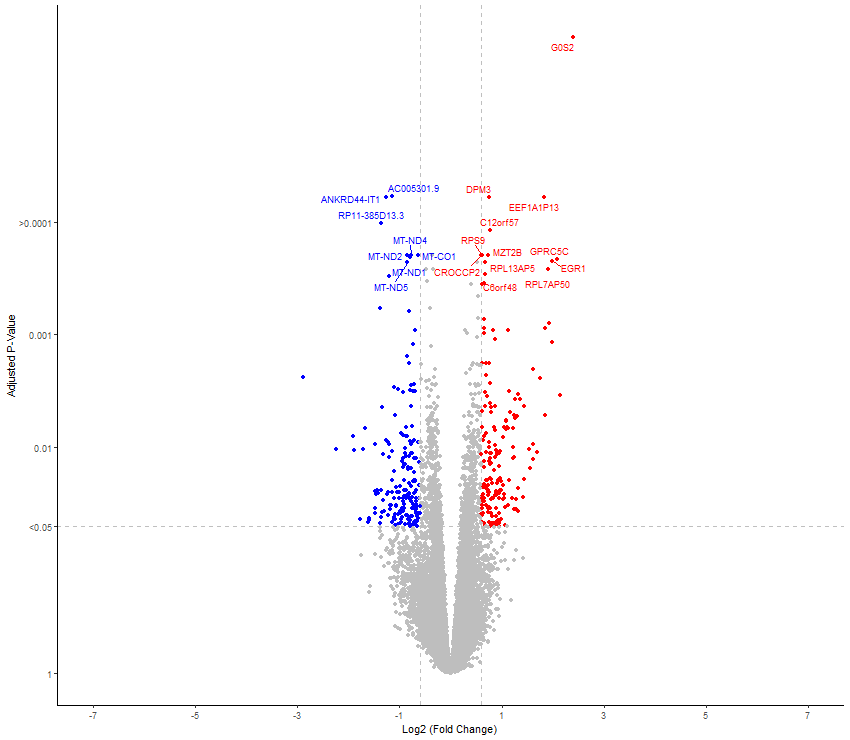 G0S2
AC005301.9
ANKRD44-IT1
DPM3
EEF1A1P13
RP11-385D13.3
>0.0001
C12orf57
MT-ND4
RPS9
MT-ND2
MT-CO1
MZT2B
GPRC5C
MT-ND1
CROCCP2
RPL13AP5
EGR1
MT-ND5
C6orf48
RPL7AP50
0.001
Adjusted P-Value
0.01
<0.05
1
-7
-5
-3
-1
1
3
5
7
Log2 (Fold Change)